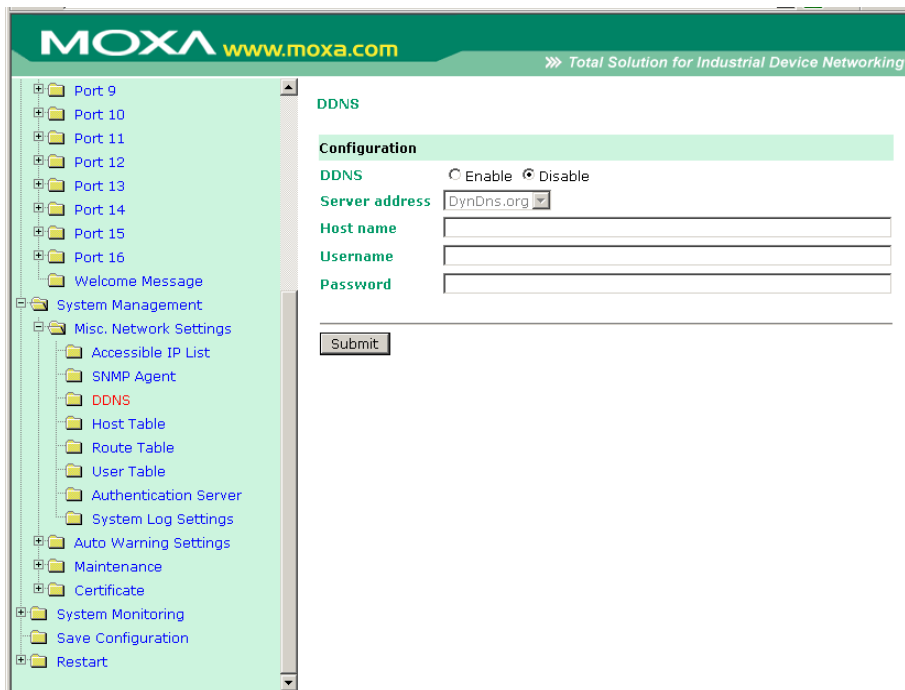 MOXA www.moxa.com
Total Solution for Industrial Device Networking
Port 9
Port 10
Port 11
Port 12
Port 13
Port 14
Port 15
Port 16
Welcome Message
System Management
Misc. Network Settings
Accessible IP List
SNMP Agent
DDNS
Host Table
Route Table
User Table
Authentication Server
System Log Settings
Auto Warning Settings
Maintenance
Certificate
System Monitoring
Save Configuration
Restart
DDNS
Configuration
DDNS Enable Disable
Server address DynDns.org
Host name
Username
Password
Submit